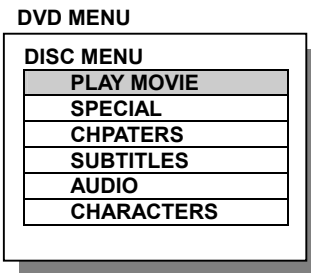 DVD MENU
DISC MENU
PLAY MOVIE
SPECIAL
CHPATERS
SUBTITLES
AUDIO
CHARACTERS